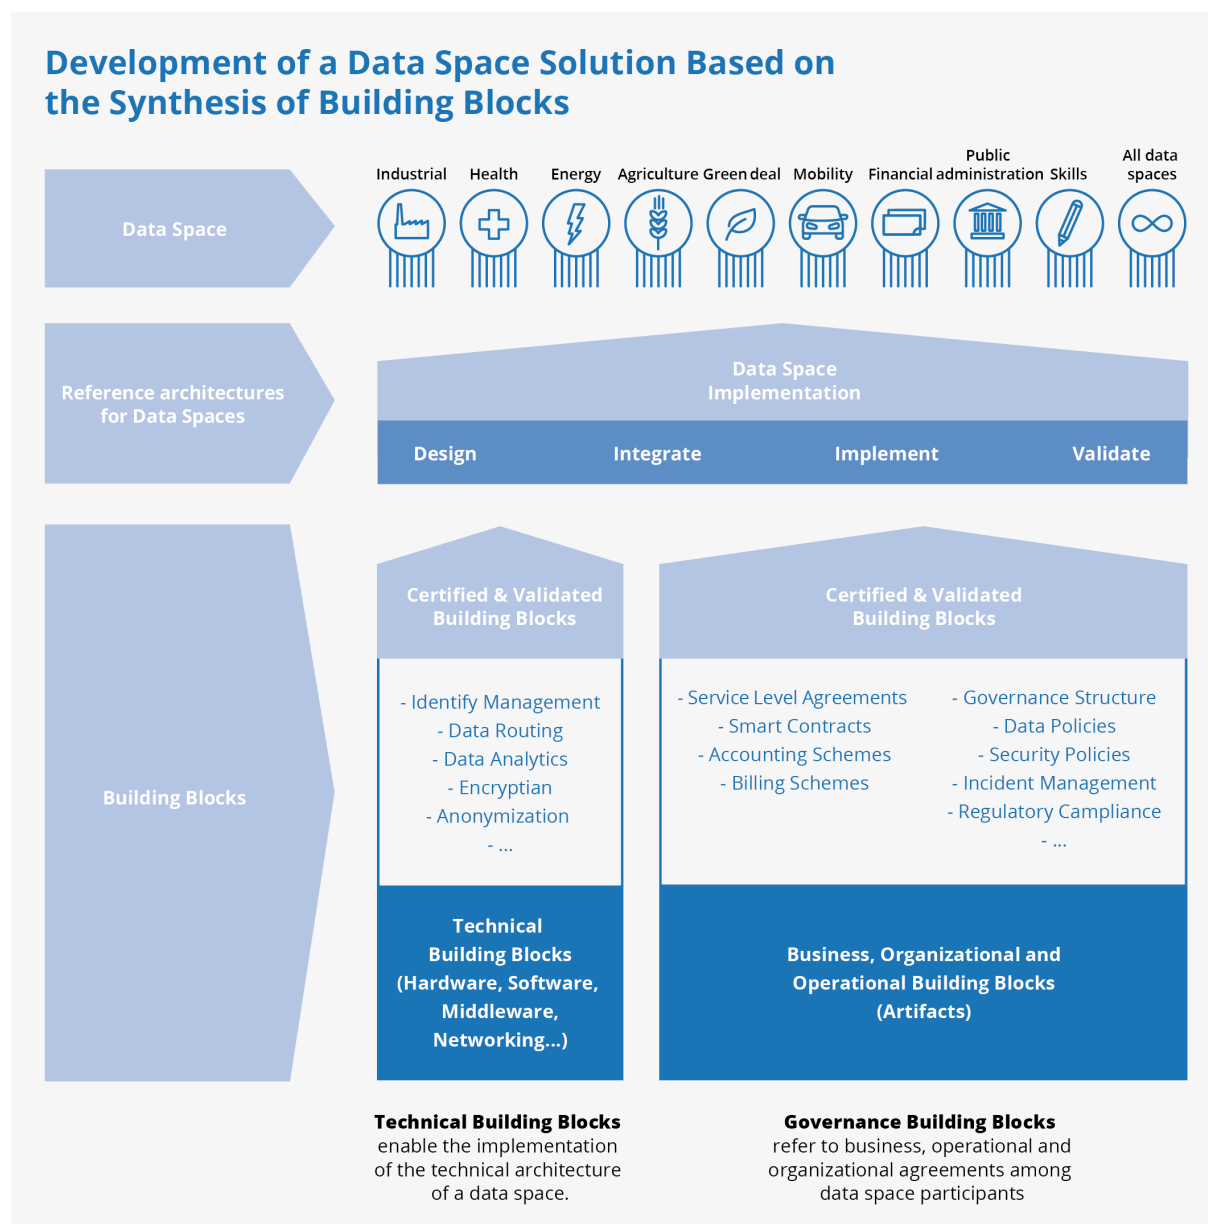 Development of a Data Space Solution Based on
the Synthesis of Building Blocks
Data Space
Industrial
Health
Energy
Agriculture
Green deal
Mobility
Financial
Public
administration
Skills
All data
spaces
Reference architectures
for Data Spaces
Data Space
Implementation
Design
Integrate
Implement
Validate
Building Blocks
Certified & Validated
Building Blocks
- Identify Management
- Data Routing
- Data Analytics
- Encryptian
- Anonymization
- ...
Technical
Building Blocks
(Hardware, Software,
Middleware,
Networking...)
Technical Building Blocks
enable the implementation
of the technical architecture
of a data space.
Certified & Validated
Building Blocks
- Service Level Agreements
- Smart Contracts
- Accounting Schemes
- Billing Schemes
- Governance Structure
- Data Policies
- Security Policies
- Incident Management
- Regulatory Campliance
- ...
Business, Organizational and
Operational Building Blocks
(Artifacts)
Governance Building Blocks
refer to business, operational and
organizational agreements among
data space participants